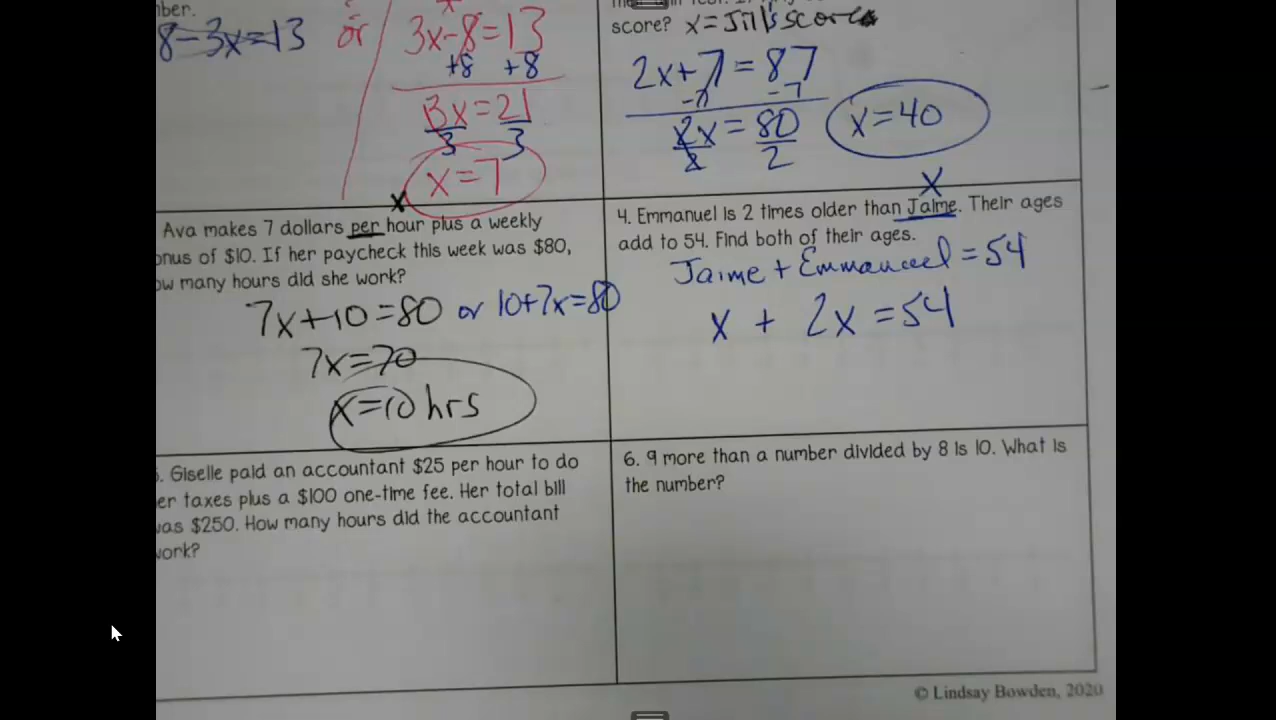 nber.
8-3x=13
or
3x-8=13
+8 +8
3x=21
3 3
x=7
score? x=Jill's score
2x+7=87
-7 -7
2x=80
2 2
x=40
x
Ava makes 7 dollars per hour plus a weekly
onus of $10. If her paycheck this week was $80,
ow many hours did she work?
7x+10=80 or 10+7x=80
7x=70
x=10 hrs
x
4. Emmanuel is 2 times older than Jaime. Their ages
add to 54. Find both of their ages.
Jaime + Emmanuel = 54
x + 2x = 54
5. Giselle paid an accountant $25 per hour to do
er taxes plus a $100 one-time fee. Her total bill
was $250. How many hours did the accountant
work?
6. 9 more than a number divided by 8 is 10. What is
the number?
© Lindsay Bowden, 2020